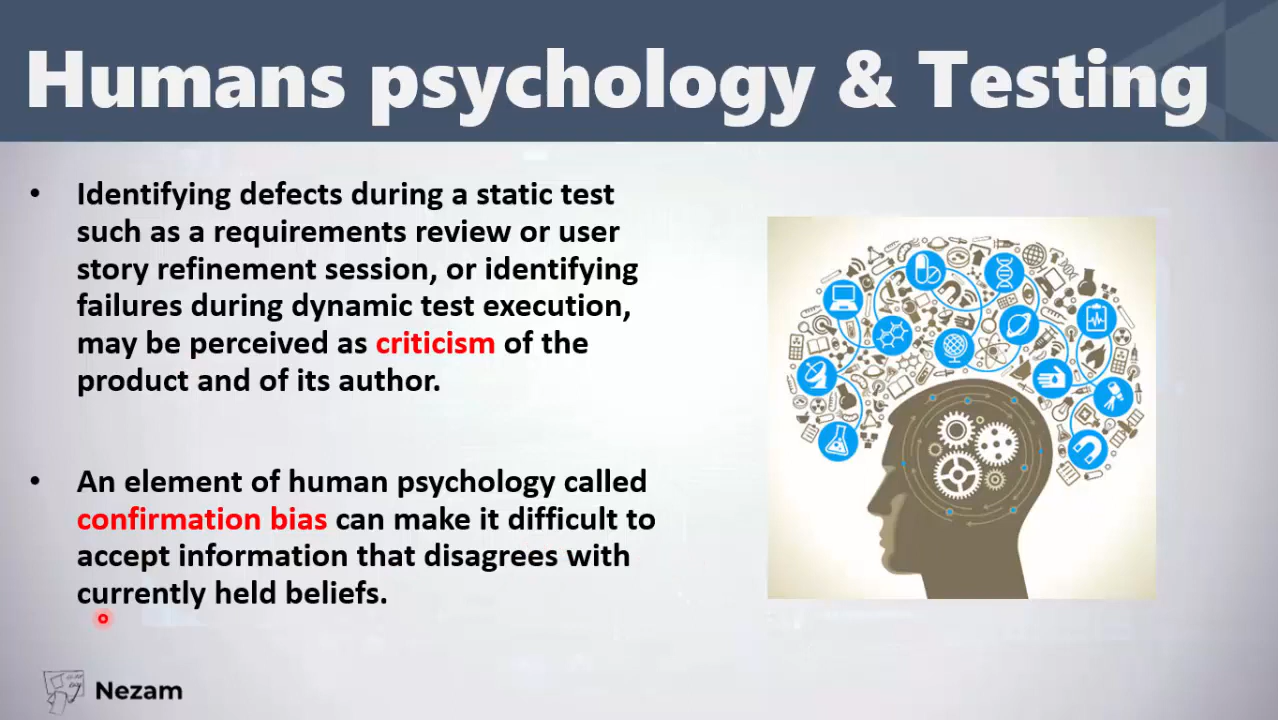 Humans psychology & Testing
• Identifying defects during a static test
such as a requirements review or user
story refinement session, or identifying
failures during dynamic test execution,
may be perceived as criticism of the
product and of its author.
• An element of human psychology called
confirmation bias can make it difficult to
accept information that disagrees with
currently held beliefs.
Nezam